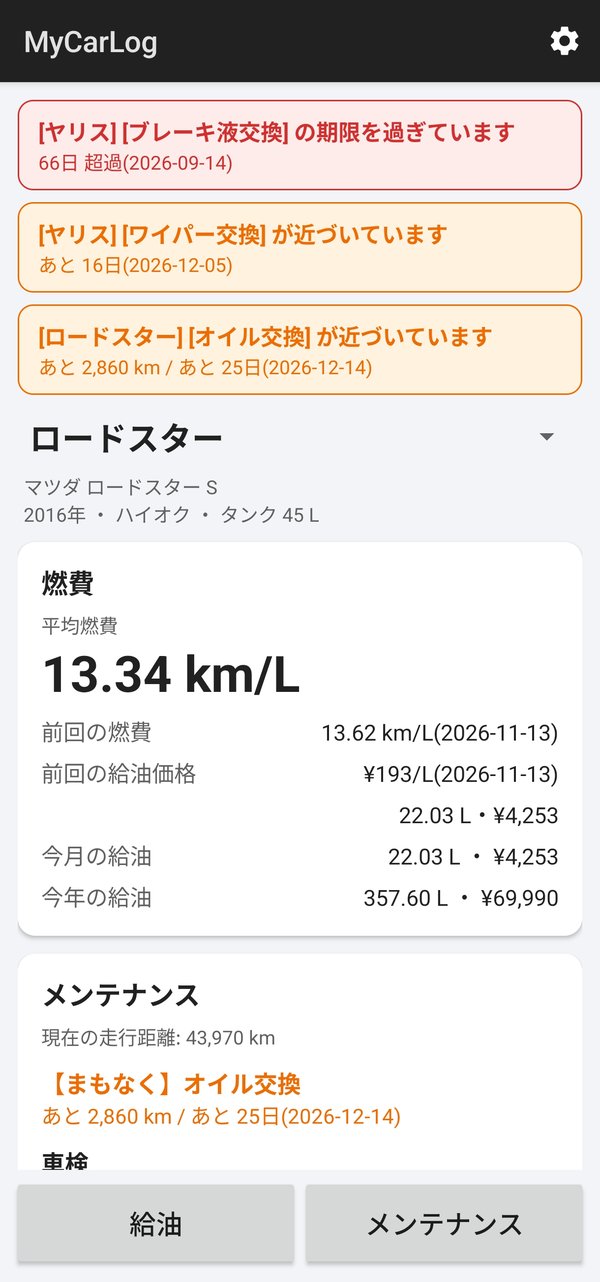 MyCarLog
[ヤリス] [ブレーキ液交換] の期限を過ぎています
66日 超過(2026-09-14)
[ヤリス] [ワイパー交換] が近づいています
あと 16日(2026-12-05)
[ロードスター] [オイル交換] が近づいています
あと 2,860 km / あと 25日(2026-12-14)
ロードスター
マツダ ロードスター S
2016年 ・ ハイオク ・ タンク 45 L
燃費
平均燃費
13.34 km/L
前回の燃費 13.62 km/L(2026-11-13)
前回の給油価格 ¥193/L(2026-11-13)
22.03 L・¥4,253
今月の給油 22.03 L ・ ¥4,253
今年の給油 357.60 L ・ ¥69,990
メンテナンス
現在の走行距離: 43,970 km
【まもなく】オイル交換
あと 2,860 km / あと 25日(2026-12-14)
車検
給油 メンテナンス